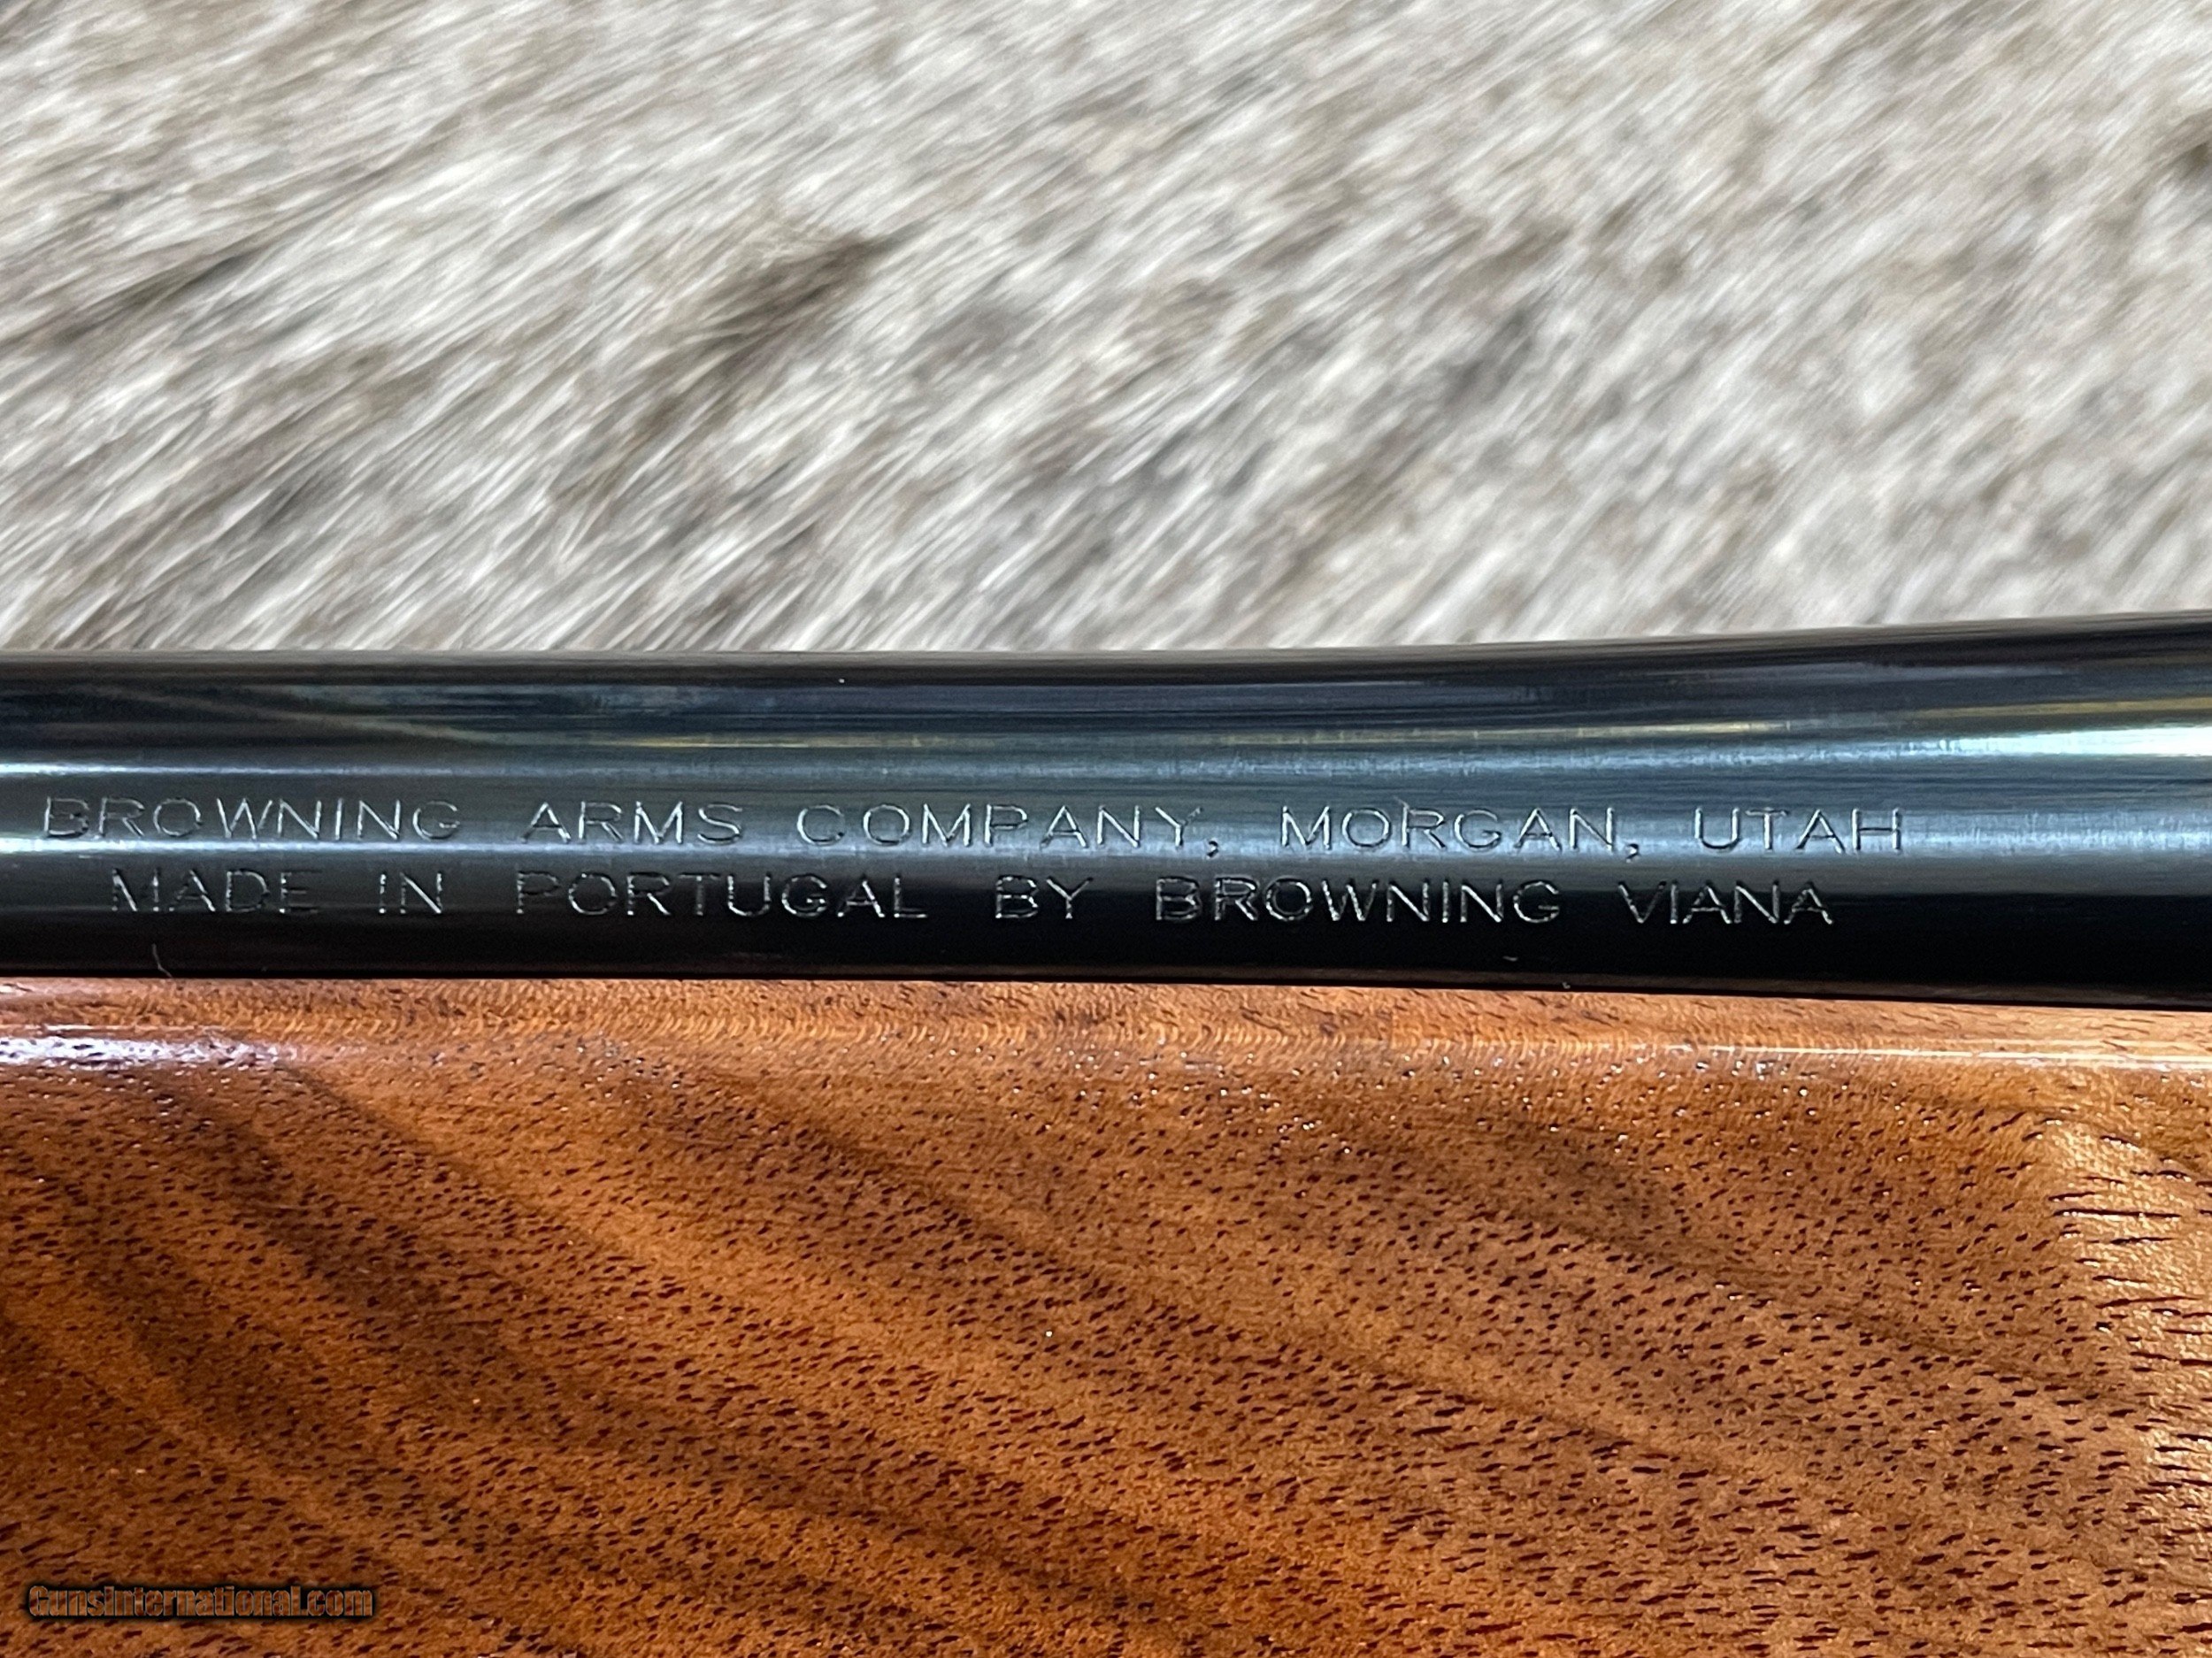 BROWNING ARMS COMPANY, MORGAN, UTAH
MADE IN PORTUGAL BY BROWNING VIANA
GunsInternational.com